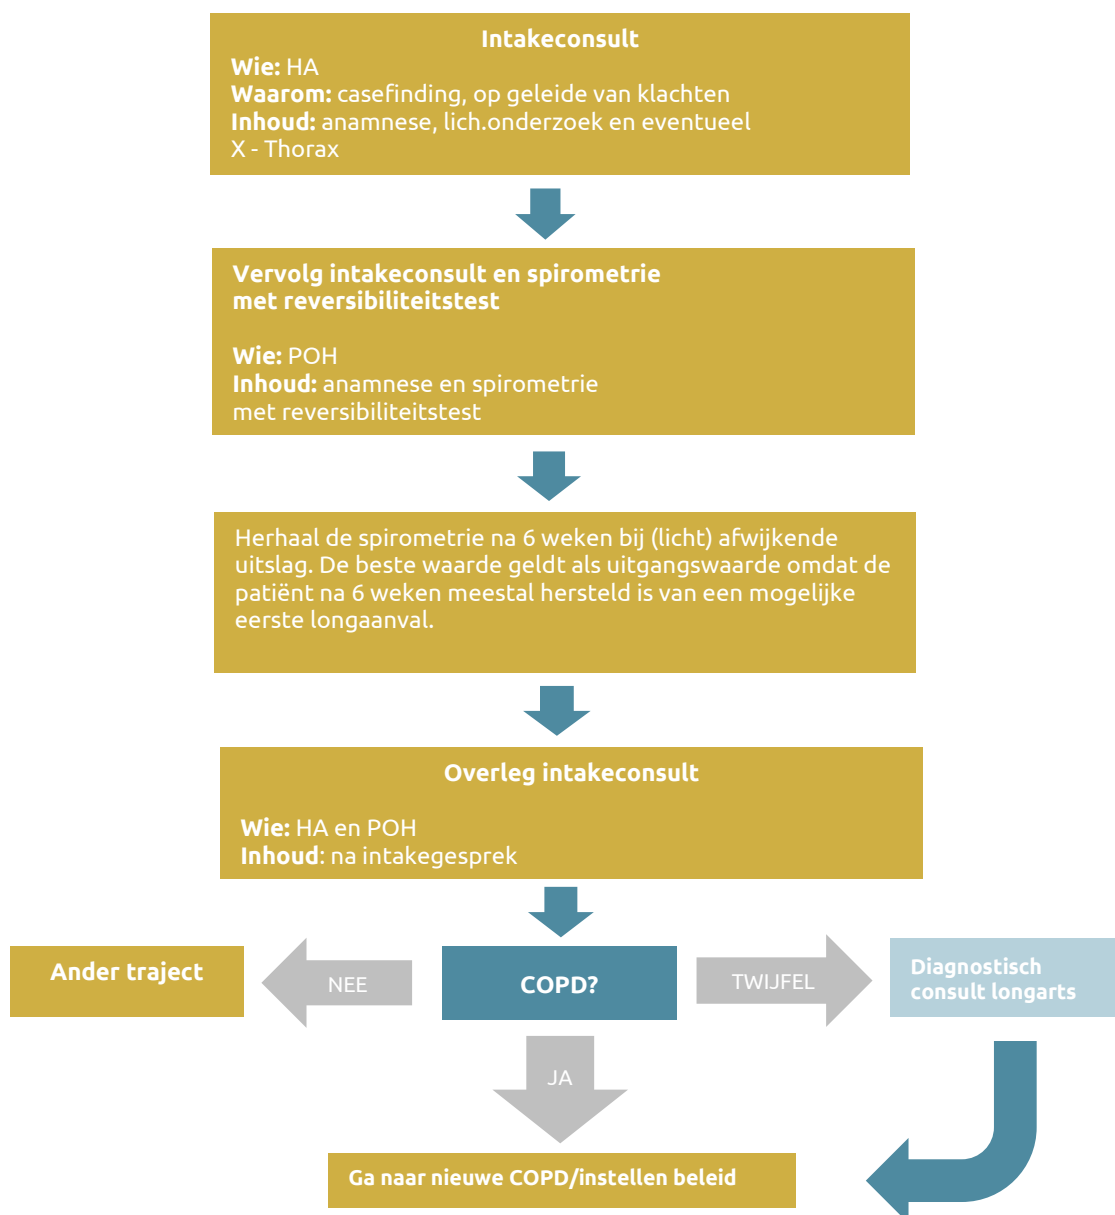 Intakeconsult
Wie: HA
Waarom: casefinding, op geleide van klachten
Inhoud: anamnese, lich.onderzoek en eventueel
X - Thorax
Vervolg intakeconsult en spirometrie
met reversibiliteitstest
Wie: POH
Inhoud: anamnese en spirometrie
met reversibiliteitstest
Herhaal de spirometrie na 6 weken bij (licht) afwijkende
uitslag. De beste waarde geldt als uitgangswaarde omdat de
patiënt na 6 weken meestal hersteld is van een mogelijke
eerste longaanval.
Overleg intakeconsult
Wie: HA en POH
Inhoud: na intakegesprek
Ander traject
NEE
COPD?
TWIJFEL
Diagnostisch
consult longarts
JA
Ga naar nieuwe COPD/instellen beleid